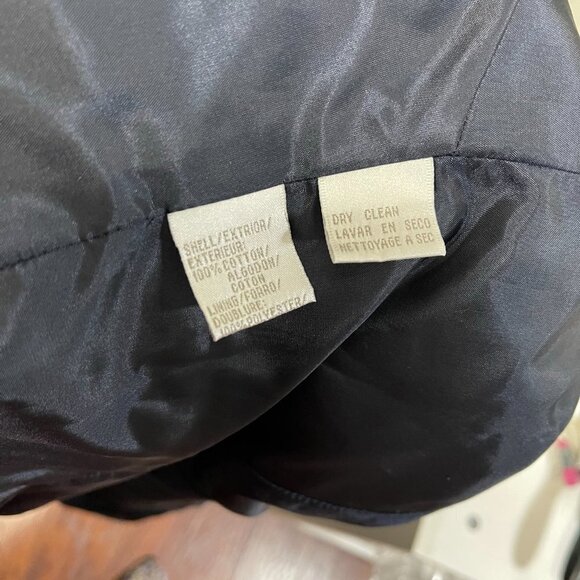 SHELL/EXTRIOR/
EXTERIEUR:
100%COTTON/
ALGODON/
COTON
LINING/FORRO/
DOUBLURE:
100%POLYESTER/
DRY CLEAN
LAVAR EN SECO
NETTOYAGE A SEC